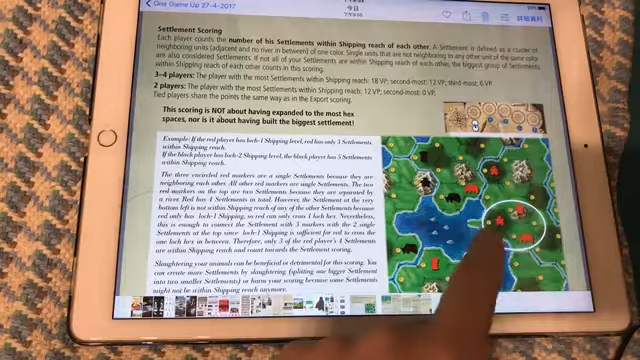 One Game Up 27-4-2017
今日
詳細資料
Settlement Scoring
Each player counts the number of his Settlements within Shipping reach of each other. A Settlement is defined as a cluster of
neighboring units (adjacent and no river in between) of one color. Single units that are not neighboring to any other unit of the same color
are also considered Settlements. If not all of your Settlements are within Shipping reach of each other, the biggest group of Settlements
within Shipping reach of each other counts in this scoring.
3–4 players: The player with the most Settlements within Shipping reach: 18 VP; second-most: 12 VP; third-most: 6 VP
2 players: The player with the most Settlements within Shipping reach: 12 VP; second-most: 0 VP.
Tied players share the points the same way as in the Export scoring.
This scoring is NOT about having expanded to the most hex
spaces, nor is it about having built the biggest settlement!
Example: If the red player has loch-1 Shipping level, red has only 3 Settlements
within Shipping reach.
If the black player has loch-2 Shipping level, the black player has 5 Settlements
within Shipping reach.
The three encircled red markers are a single Settlements because they are
neighboring each other. All other red markers are single Settlements. The two
red markers on the top are two Settlements because they are separated by
a river. Red has 4 Settlements in total. However, the Settlement at the very
bottom left is not within Shipping reach of any of the other Settlements because
red only has loch-1 Shipping, so red can only cross 1 loch hex. Nevertheless,
this is enough to connect the Settlement with 3 markers with the 2 single
Settlements at the top since loch-1 Shipping is sufficient for red to cross the
one loch hex in between. Therefore, only 3 of the red player's 4 Settlements
are within Shipping reach and count towards the Settlement scoring.
Slaughtering your animals can be beneficial or detrimental for this scoring. You
can create more Settlements by slaughtering (splitting one bigger Settlement
into two smaller Settlements) or harm your scoring because some Settlements
might not be within Shipping reach anymore.